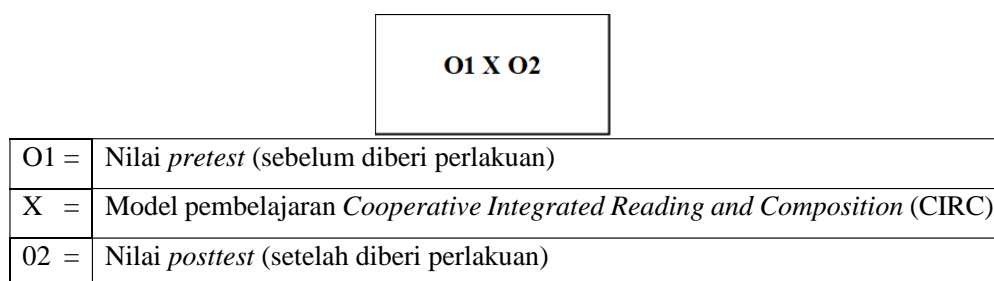 O1 X O2
O1 = Nilai pretest (sebelum diberi perlakuan)
X = Model pembelajaran Cooperative Integrated Reading and Composition (CIRC)
02 = Nilai posttest (setelah diberi perlakuan)